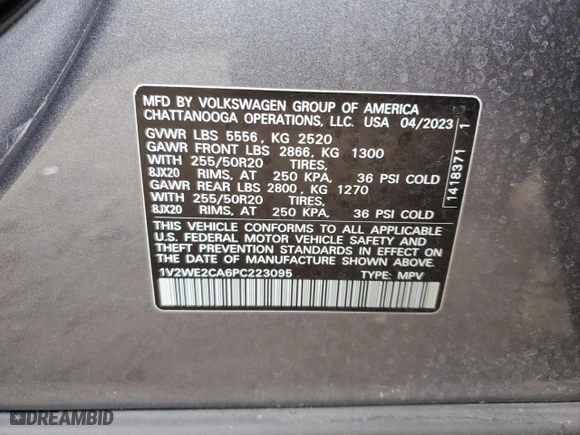 MFD BY VOLKSWAGEN GROUP OF AMERICA
CHATTANOOGA OPERATIONS, LLC. USA 04/2023
GVWR LBS 5556, KG 2520
GAWR FRONT LBS 2866, KG 1300
WITH 255/50R20 TIRES,
8JX20 RIMS, AT 250 KPA, 36 PSI COLD
GAWR REAR LBS 2800, KG 1270
WITH 255/50R20 TIRES,
8JX20 RIMS, AT 250 KPA, 36 PSI COLD
THIS VEHICLE CONFORMS TO ALL APPLICABLE
U.S. FEDERAL MOTOR VEHICLE SAFETY AND
THEFT PREVENTION STANDARDS IN EFFECT ON
THE DATE OF MANUFACTURE SHOWN ABOVE.
1V2WE2CA6PC223095 TYPE: MPV
1418371 1
DREAMBID